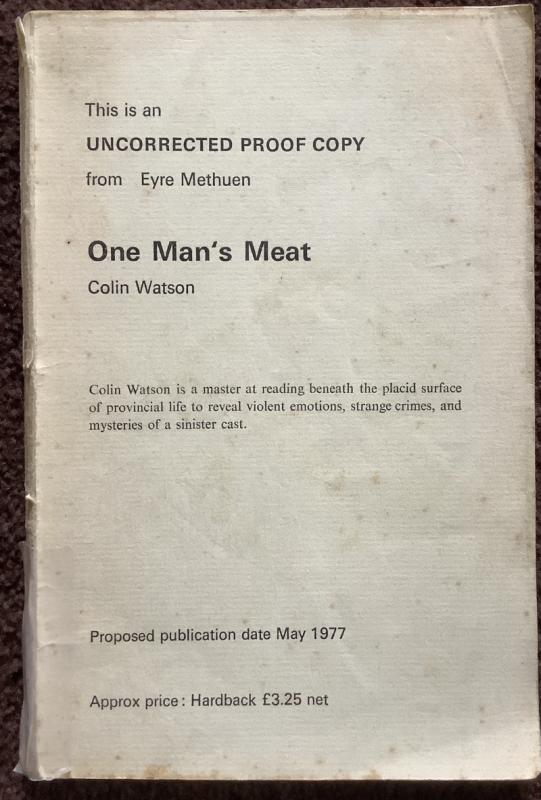 This is an
UNCORRECTED PROOF COPY
from Eyre Methuen
One Man's Meat
Colin Watson
Colin Watson is a master at reading beneath the placid surface
of provincial life to reveal violent emotions, strange crimes, and
mysteries of a sinister cast.
Proposed publication date May 1977
Approx price: Hardback £3.25 net